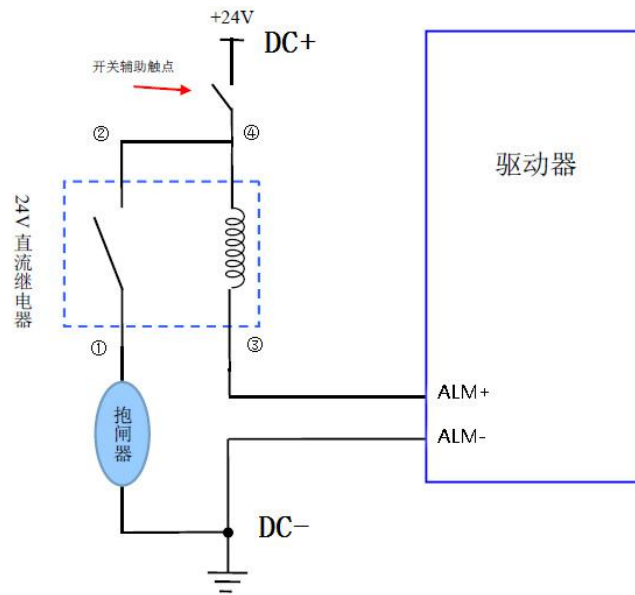 +24V
DC+
开关辅助触点
②
④
驱动器
24V 直流继电器
①
③
抱闸器
ALM+
ALM-
DC-